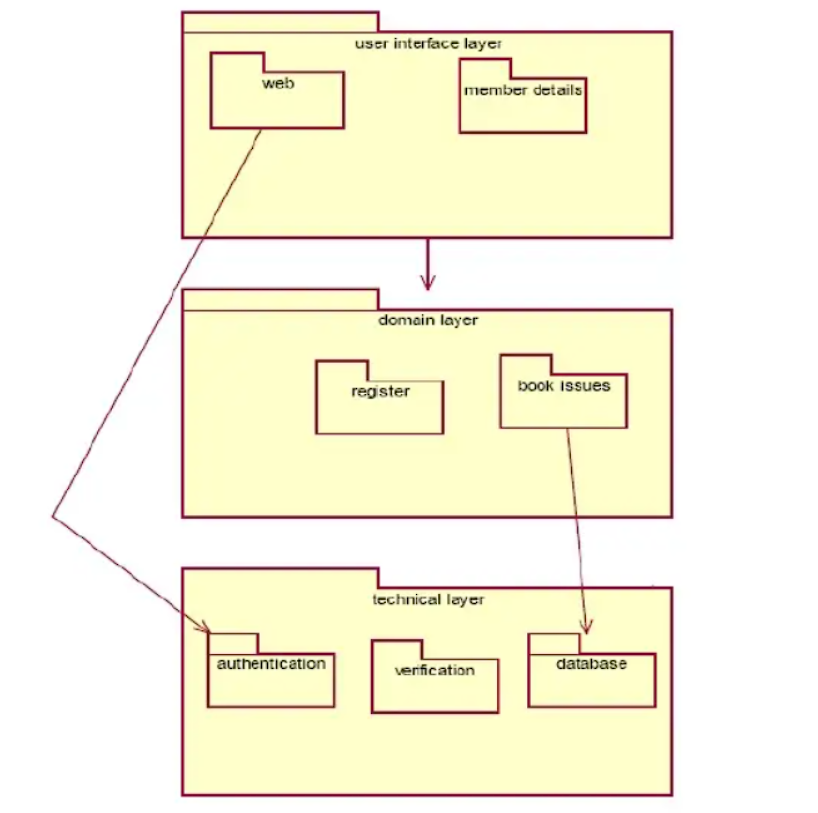 user interface layer
web
member details
domain layer
register
book issues
technical layer
authentication
verification
database